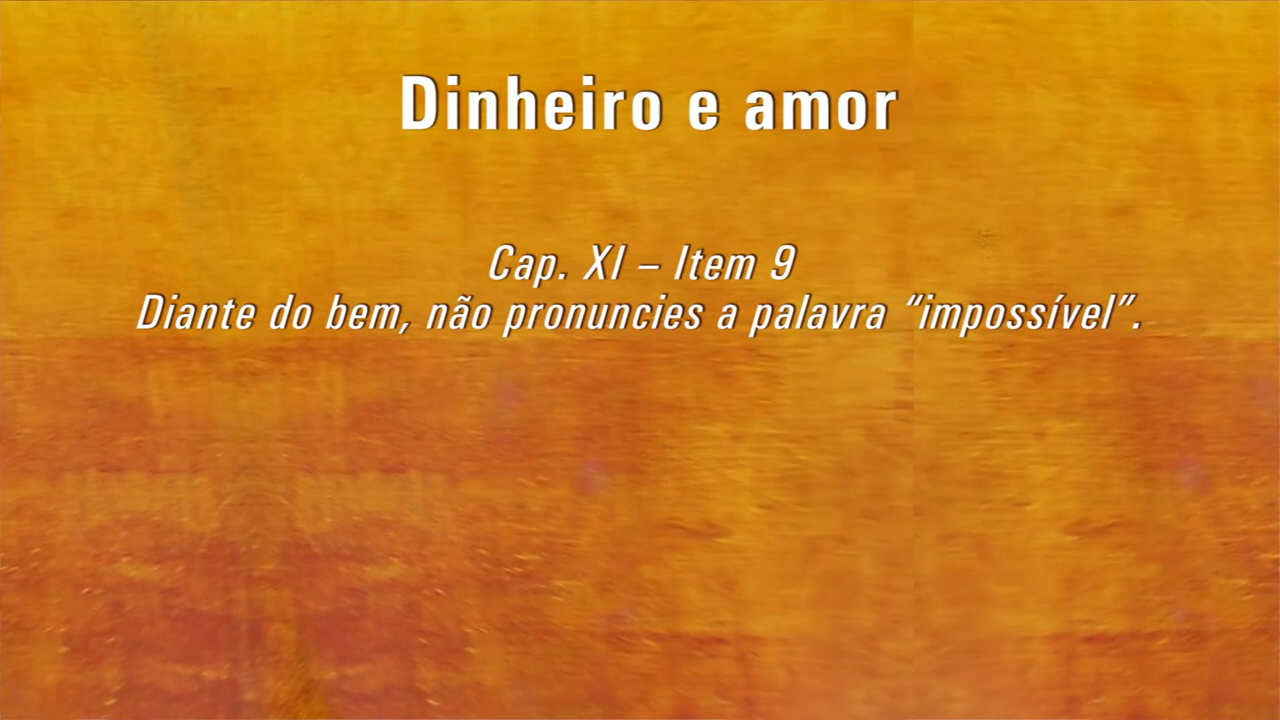 Dinheiro e amor
Cap. XI – Item 9
Diante do bem, não pronuncies a palavra “impossível”.